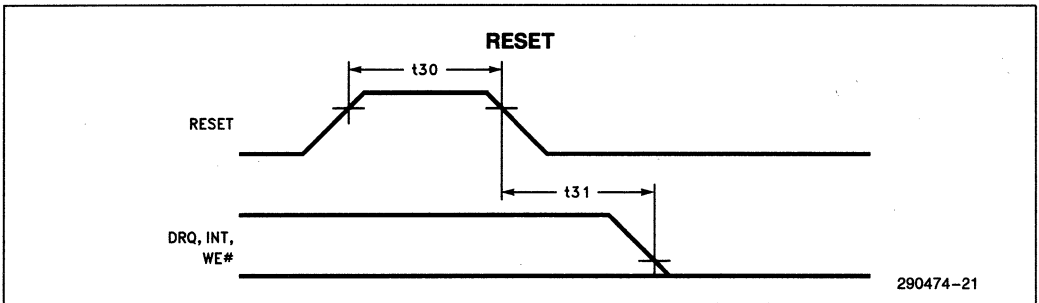 RESET
t30
RESET
t31
DRQ, INT,
WE#
290474-21